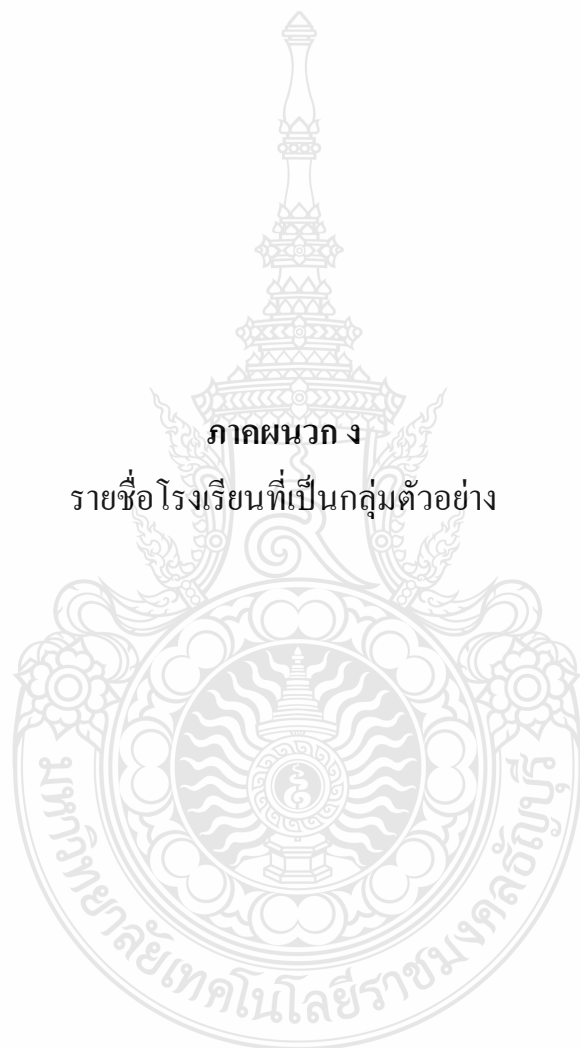 ภาคผนวก ง
รายชื่อโรงเรียนที่เป็นกลุ่มตัวอย่าง
มหาวิทยาลัยเทคโนโลยีราชมงคลธัญบุรี